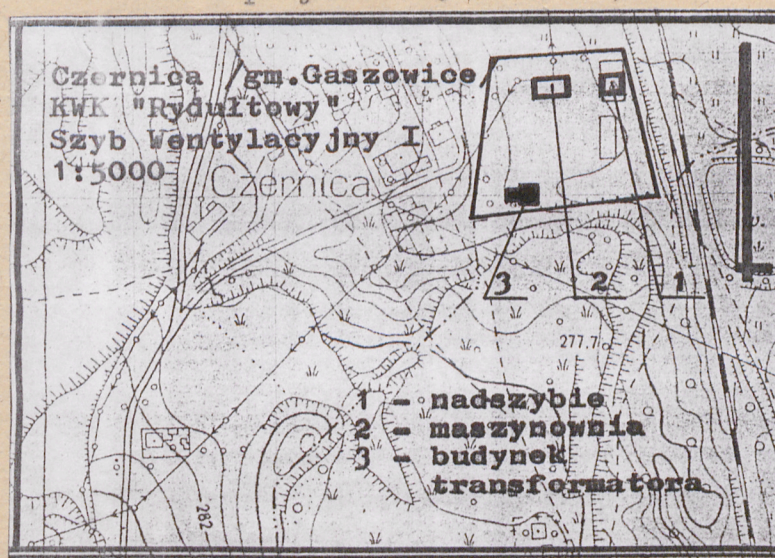 Czernica /gm.Gaszowice/
KWK "Rydułtowy"
Szyb Wentylacyjny I
1:5000
Czernica
3
2
1
277.7
1 - nadszybie
2 - maszynownia
3 - budynek
transformatora
282